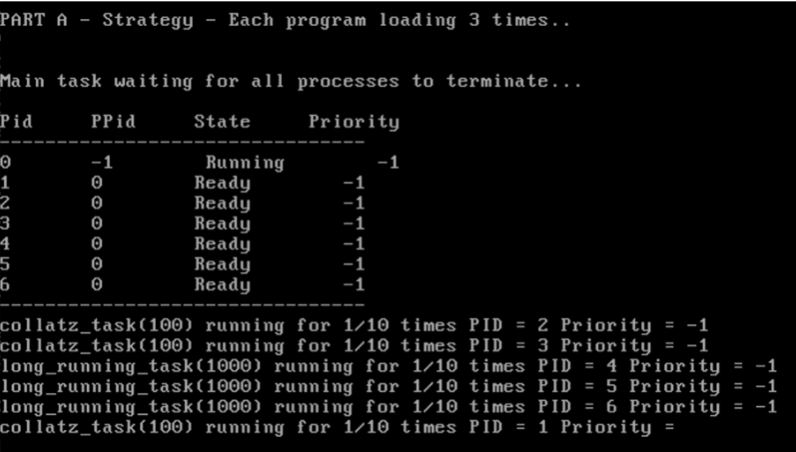 PART A - Strategy - Each program loading 3 times..
Main task waiting for all processes to terminate...
Pid PPid State Priority
--------------------------------
0 -1 Running -1
1 0 Ready -1
2 0 Ready -1
3 0 Ready -1
4 0 Ready -1
5 0 Ready -1
6 0 Ready -1
--------------------------------
collatz_task(100) running for 1/10 times PID = 2 Priority = -1
collatz_task(100) running for 1/10 times PID = 3 Priority = -1
long_running_task(1000) running for 1/10 times PID = 4 Priority = -1
long_running_task(1000) running for 1/10 times PID = 5 Priority = -1
long_running_task(1000) running for 1/10 times PID = 6 Priority = -1
collatz_task(100) running for 1/10 times PID = 1 Priority =